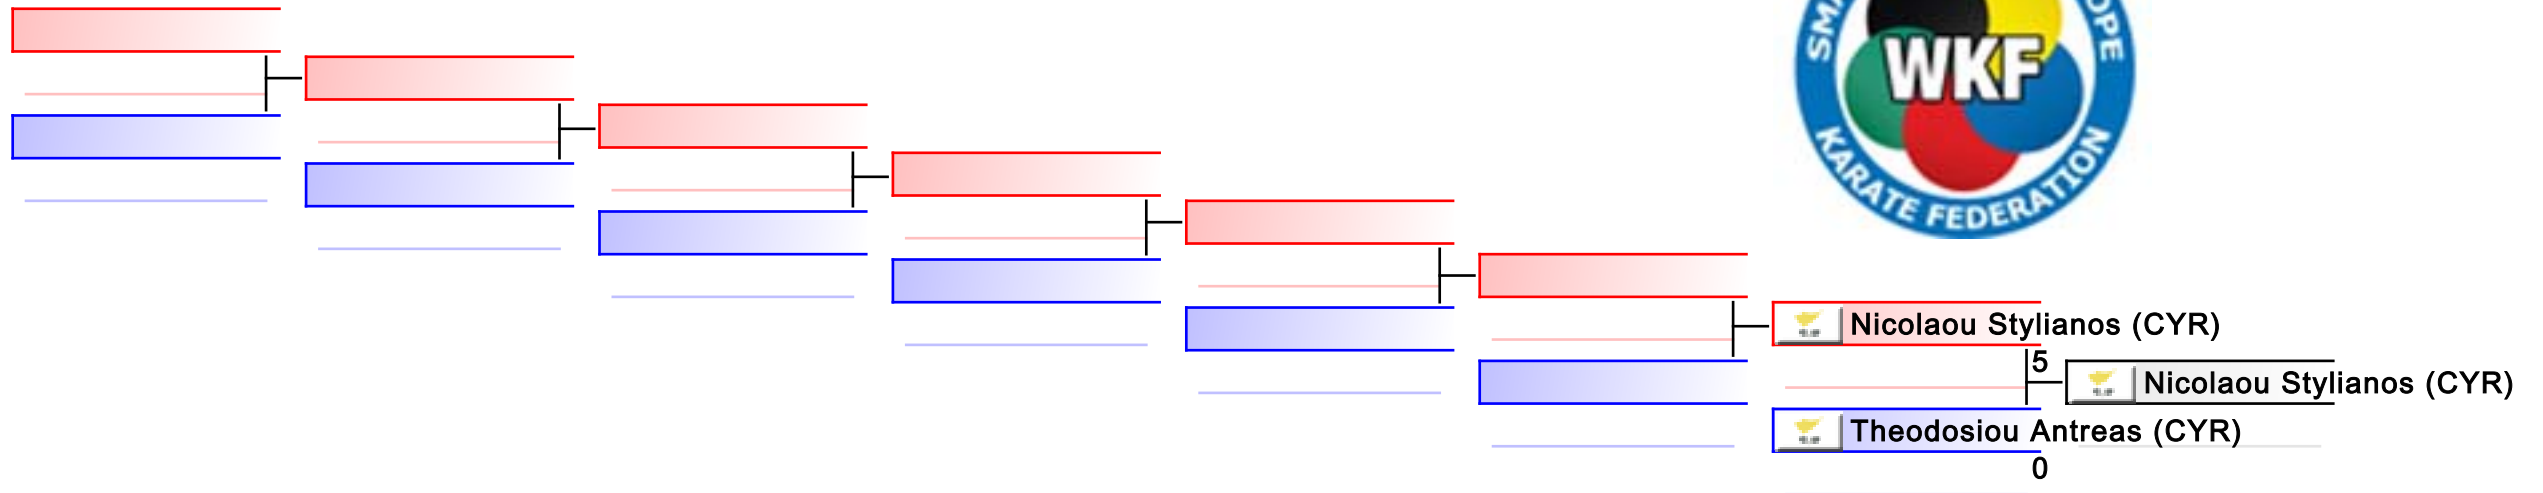 WKF
KARATE FEDERATION
Nicolaou Stylianos (CYR)
5
Nicolaou Stylianos (CYR)
Theodosiou Antreas (CYR)
0